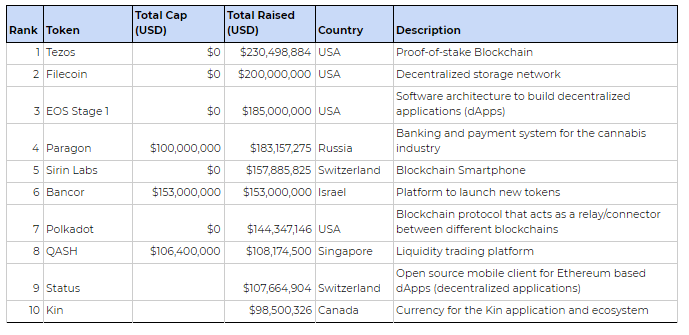 Rank Token Total Cap (USD) Total Raised (USD) Country Description
1 Tezos $0 $230,498,884 USA Proof-of-stake Blockchain
2 Filecoin $0 $200,000,000 USA Decentralized storage network
3 EOS Stage 1 $0 $185,000,000 USA Software architecture to build decentralized
applications (dApps)
4 Paragon $100,000,000 $183,157,275 Russia Banking and payment system for the cannabis
industry
5 Sirin Labs $0 $157,885,825 Switzerland Blockchain Smartphone
6 Bancor $153,000,000 $153,000,000 Israel Platform to launch new tokens
7 Polkadot $0 $144,347,146 USA Blockchain protocol that acts as a relay/connector
between different blockchains
8 QASH $106,400,000 $108,174,500 Singapore Liquidity trading platform
9 Status $107,664,904 Switzerland Open source mobile client for Ethereum based
dApps (decentralized applications)
10 Kin $98,500,326 Canada Currency for the Kin application and ecosystem